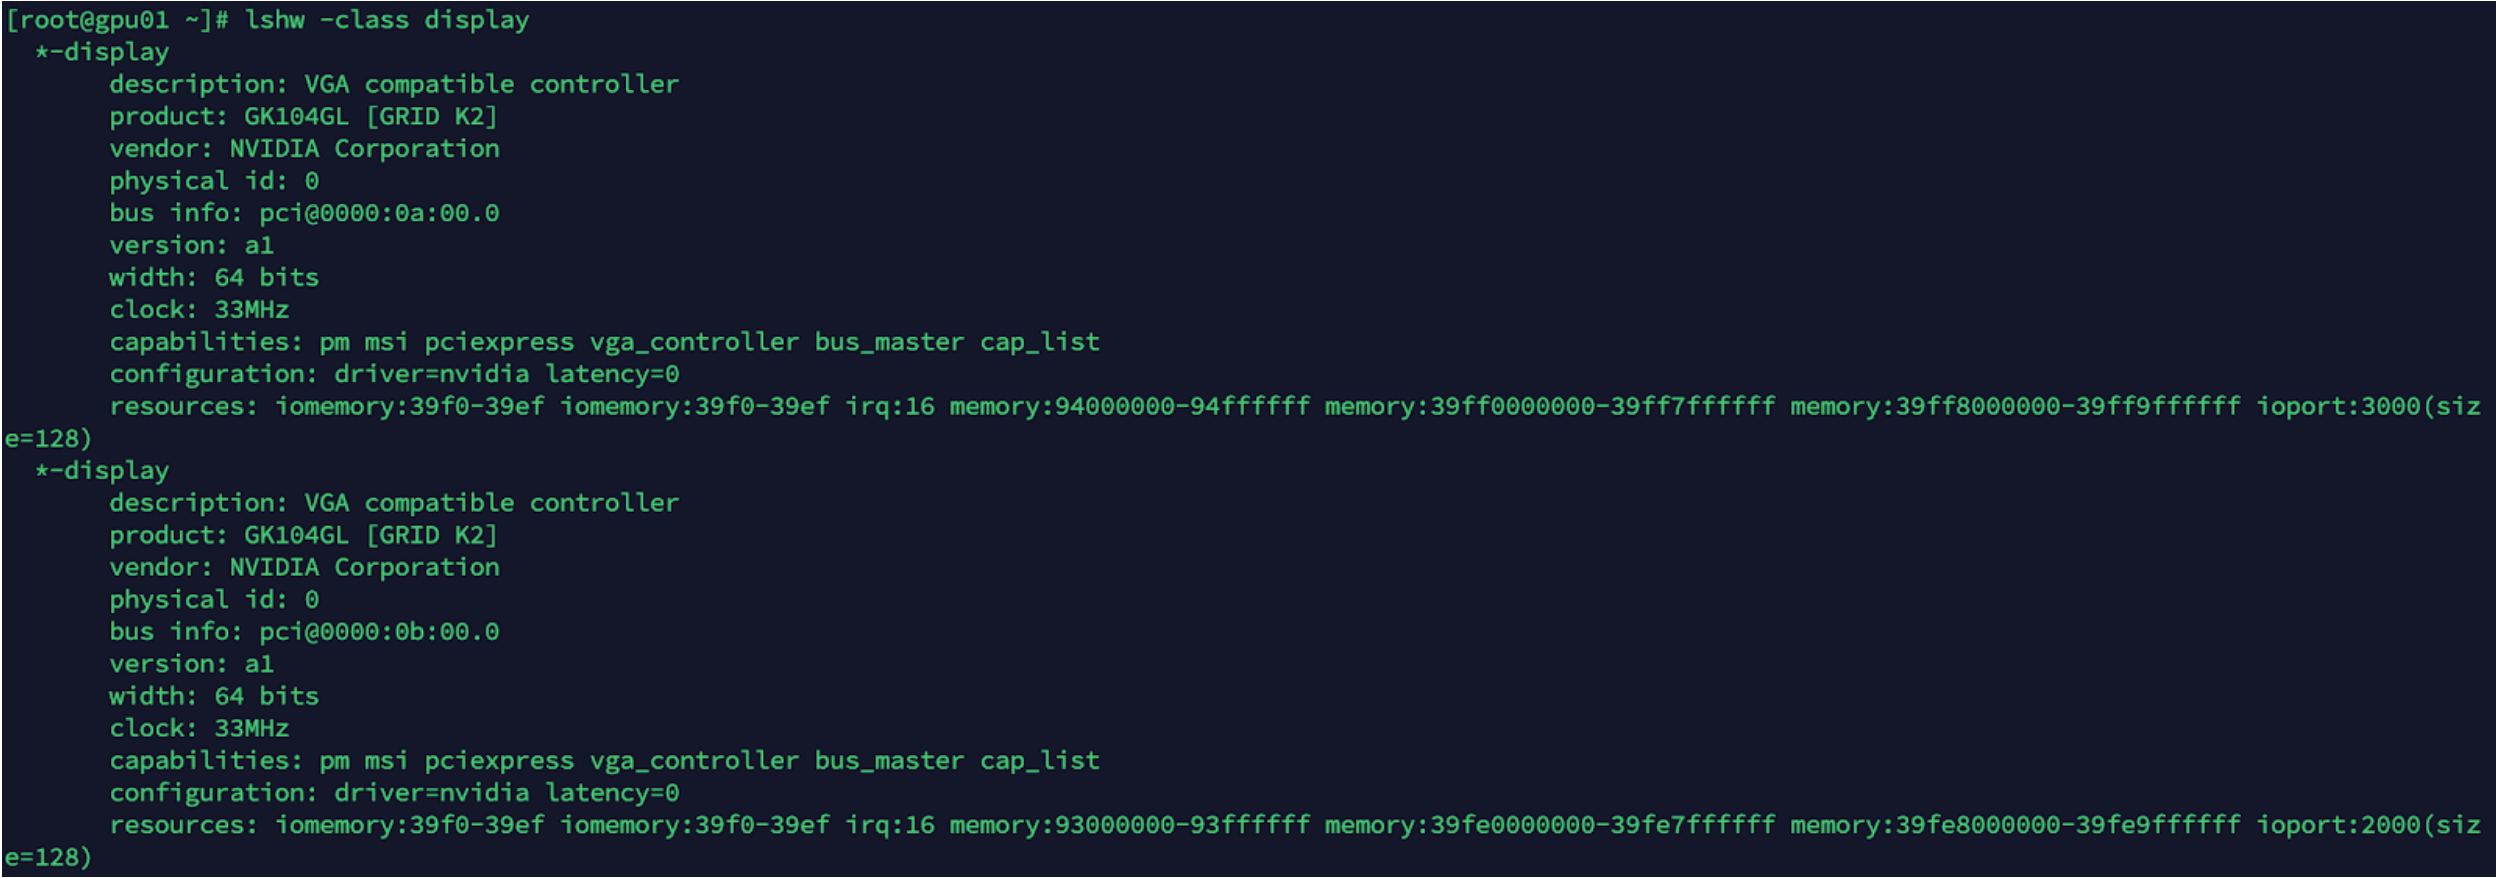 [root@gpu01 ~]# lshw -class display
  *-display
       description: VGA compatible controller
       product: GK104GL [GRID K2]
       vendor: NVIDIA Corporation
       physical id: 0
       bus info: pci@0000:0a:00.0
       version: a1
       width: 64 bits
       clock: 33MHz
       capabilities: pm msi pciexpress vga_controller bus_master cap_list
       configuration: driver=nvidia latency=0
       resources: iomemory:39f0-39ef iomemory:39f0-39ef irq:16 memory:94000000-94ffffff memory:39ff0000000-39ff7ffffff memory:39ff8000000-39ff9ffffff ioport:3000(siz
e=128)
  *-display
       description: VGA compatible controller
       product: GK104GL [GRID K2]
       vendor: NVIDIA Corporation
       physical id: 0
       bus info: pci@0000:0b:00.0
       version: a1
       width: 64 bits
       clock: 33MHz
       capabilities: pm msi pciexpress vga_controller bus_master cap_list
       configuration: driver=nvidia latency=0
       resources: iomemory:39f0-39ef iomemory:39f0-39ef irq:16 memory:93000000-93ffffff memory:39fe0000000-39fe7ffffff memory:39fe8000000-39fe9ffffff ioport:2000(siz
e=128)